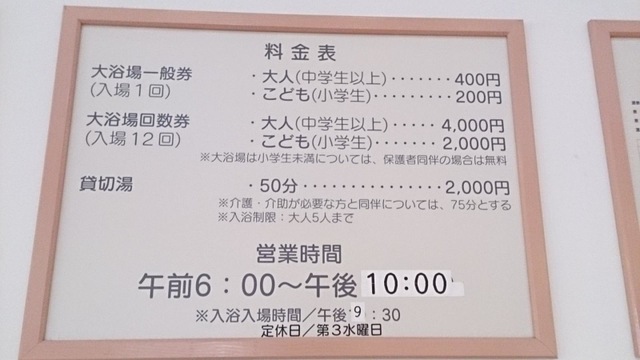 料金表
大浴場一般券 ・大人(中学生以上)・・・・・・・400円
(入場1回) ・こども(小学生)・・・・・・・・・200円
大浴場回数券 ・大人(中学生以上)・・・・・4,000円
(入場12回) ・こども(小学生)・・・・・・・2,000円
※大浴場は小学生未満については、保護者同伴の場合は無料
貸切湯 ・50分・・・・・・・・・・・・・・・2,000円
※介護・介助が必要な方と同伴については、75分とする
※入浴制限：大人5人まで
営業時間
午前6：00～午後10:00
※入浴入場時間／午後9：30
定休日／第3水曜日